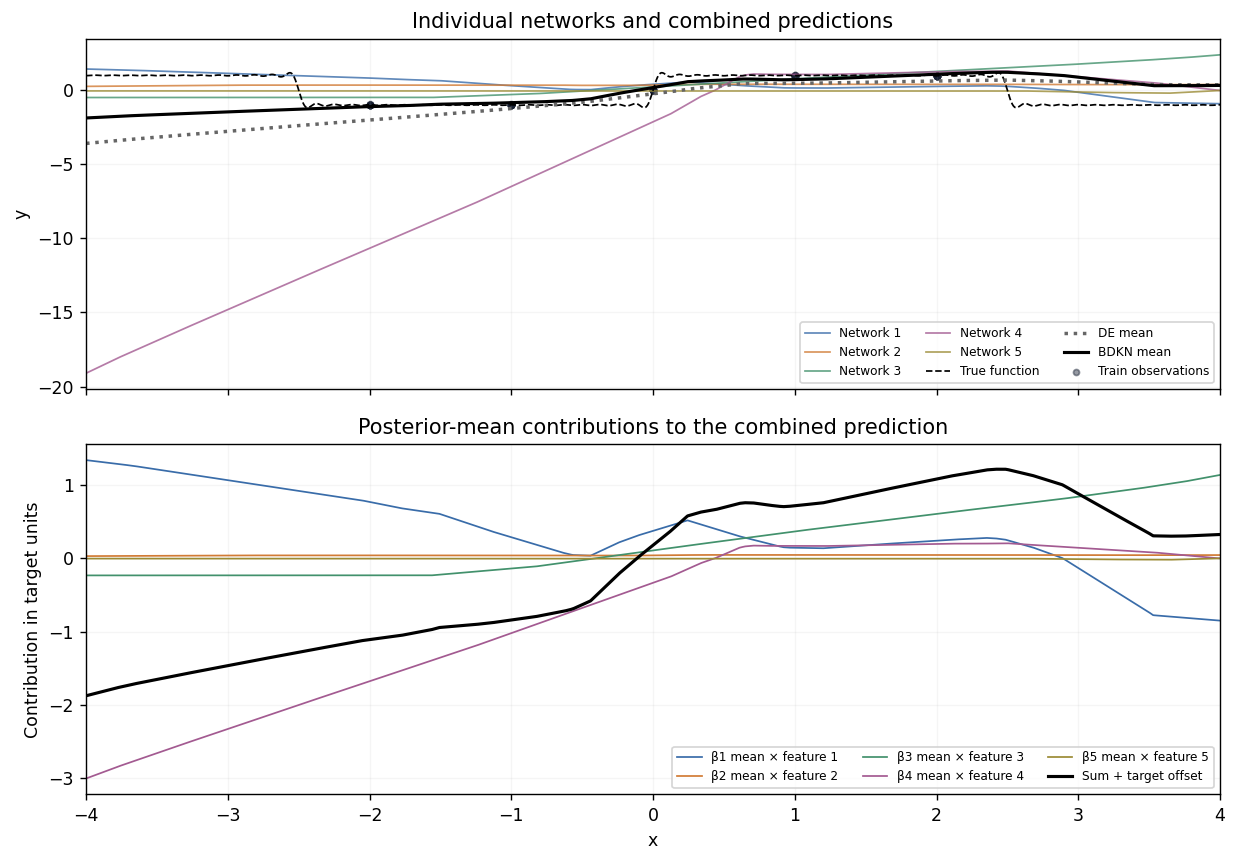 Individual networks and combined predictions
0
−5
−10
−15
−20
y
Network 1 Network 4 DE mean
Network 2 Network 5 BDKN mean
Network 3 True function Train observations
Posterior-mean contributions to the combined prediction
1
0
−1
−2
−3
Contribution in target units
β1 mean × feature 1 β3 mean × feature 3 β5 mean × feature 5
β2 mean × feature 2 β4 mean × feature 4 Sum + target offset
−4 −3 −2 −1 0 1 2 3 4
x